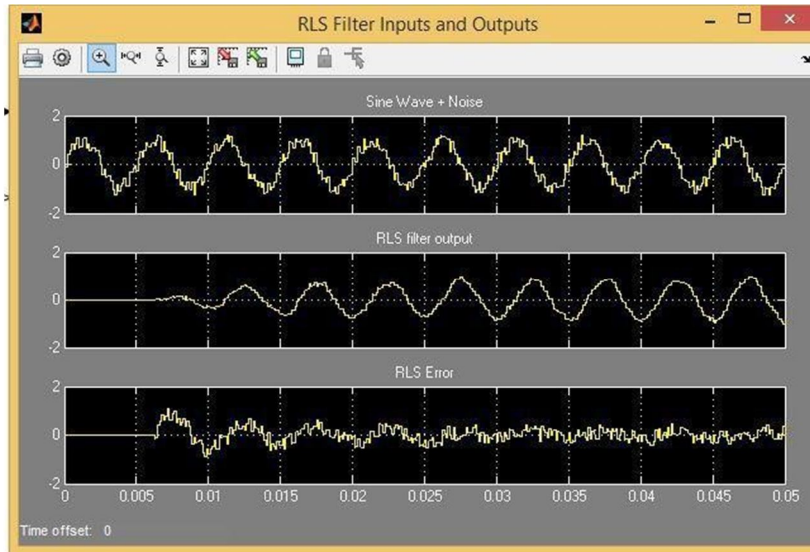 RLS Filter Inputs and Outputs
Sine Wave + Noise
2
0
-2
RLS filter output
2
0
-2
RLS Error
2
0
-2
0 0.005 0.01 0.015 0.02 0.025 0.03 0.035 0.04 0.045 0.05
Time offset: 0